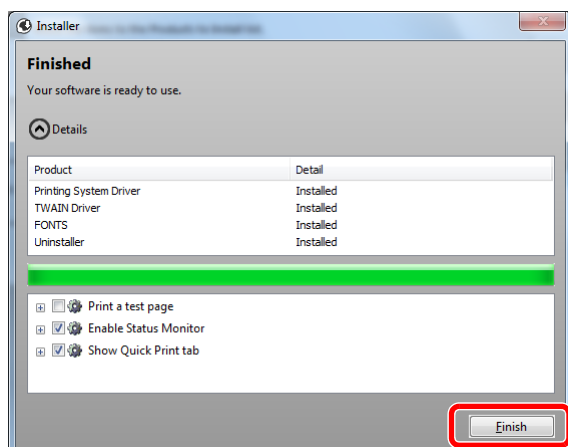 Installer
Finished
Your software is ready to use.
Details
Product Detail
Printing System Driver Installed
TWAIN Driver Installed
FONTS Installed
Uninstaller Installed
Print a test page
Enable Status Monitor
Show Quick Print tab
Finish